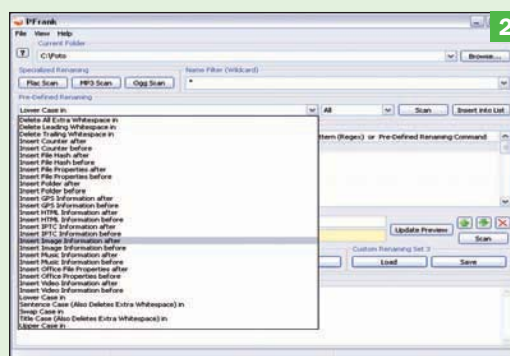 PFrank
2
File View Help
Current Folder
? C:\Foto Browse...
Specialized Renaming Name Filter (Wildcard)
Flac Scan MP3 Scan Ogg Scan *
Pre-Defined Renaming
Lower Case in All Scan Insert into List
Delete All Extra Whitespace in
Delete Leading Whitespace in
Delete Trailing Whitespace in
ttern (Regex) or Pre-Defined Renaming Command
Insert Counter after
Insert Counter before
Insert File Hash after
Insert File Hash before
Insert File Properties after
Insert File Properties before
Insert Folder after
Insert Folder before
Insert GPS Information after
Insert GPS Information before
Insert HTML Information after
Insert HTML Information before
Insert IPTC Information after
Insert IPTC Information before
Update Preview
Insert Image Information after
Scan
Insert Image Information before
Custom Renaming Set 3
Insert Music Information after
Insert Music Information before
Load Save
Insert Office File Properties after
Insert Office Properties before
Insert Video Information after
Insert Video Information before
Lower Case in
Sentence Case (Also Deletes Extra Whitespace) in
Swap Case in
Title Case (Also Deletes Extra Whitespace) in
Upper Case in